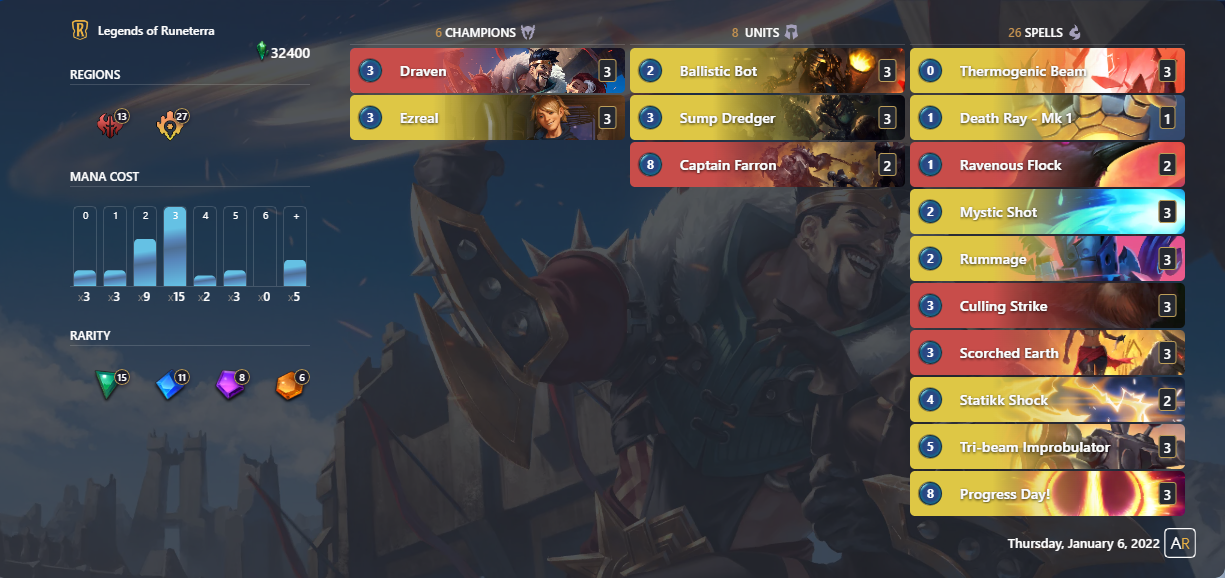 Legends of Runeterra
32400
REGIONS
13
27
MANA COST
0 1 2 3 4 5 6 +
x3 x3 x9 x15 x2 x3 x0 x5
RARITY
15
11
8
6
6 CHAMPIONS
3 Draven 3
3 Ezreal 3
8 UNITS
2 Ballistic Bot 3
3 Sump Dredger 3
8 Captain Farron 2
26 SPELLS
0 Thermogenic Beam 3
1 Death Ray - Mk 1 1
1 Ravenous Flock 2
2 Mystic Shot 3
2 Rummage 3
3 Culling Strike 3
3 Scorched Earth 3
4 Statikk Shock 2
5 Tri-beam Improbulator 3
8 Progress Day! 3
Thursday, January 6, 2022 AR